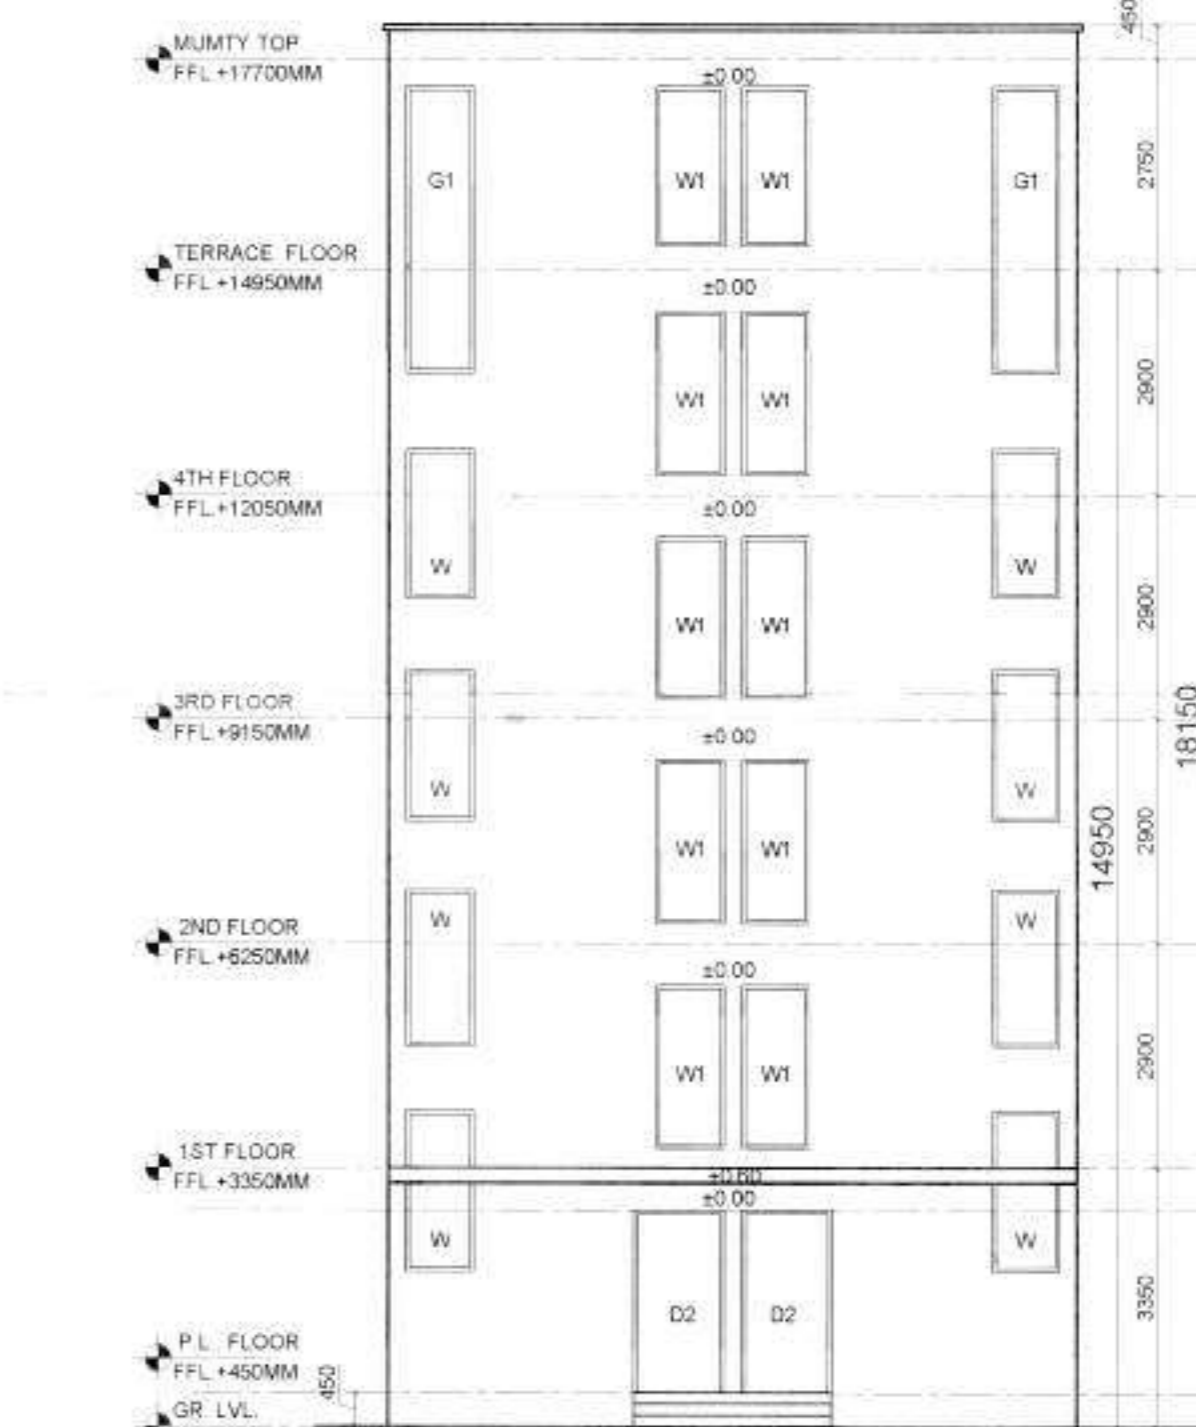 450
MUMTY TOP
FFL +17700MM
±0.00
G1 W1 W1 G1
2750
TERRACE FLOOR
FFL +14950MM
±0.00
W1 W1
2900
4TH FLOOR
FFL +12050MM
±0.00
W W
W1 W1
2900
3RD FLOOR
FFL +9150MM
±0.00
18150
W W
W1 W1
14950
2900
2ND FLOOR
FFL +6250MM
W W
±0.00
W1 W1
2900
1ST FLOOR
FFL +3350MM
±0.60
±0.00
W W
D2 D2
3350
P.L. FLOOR
FFL +450MM
450
GR. LVL.